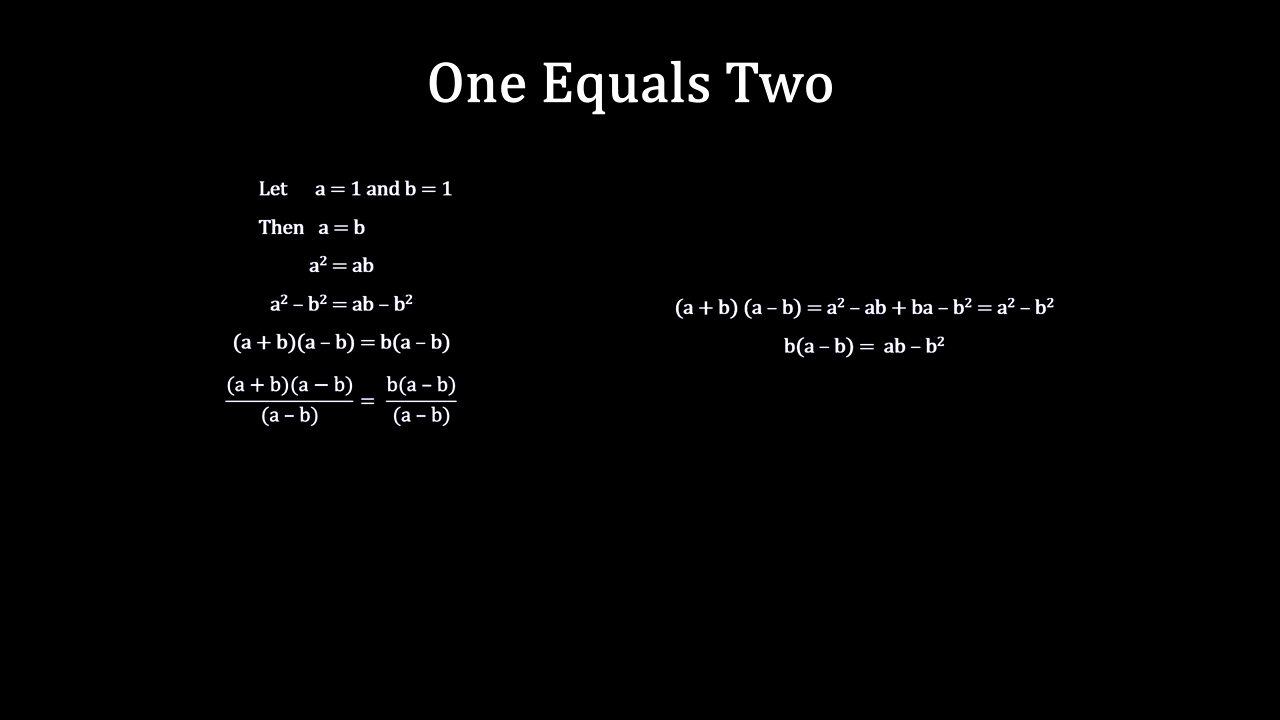 One Equals Two
Let a = 1 and b = 1
Then a = b
a² = ab
a² – b² = ab – b²
(a + b)(a – b) = b(a – b)
(a + b)(a − b) / (a – b) = b(a – b) / (a – b)
(a + b) (a – b) = a² – ab + ba – b² = a² – b²
b(a – b) = ab – b²